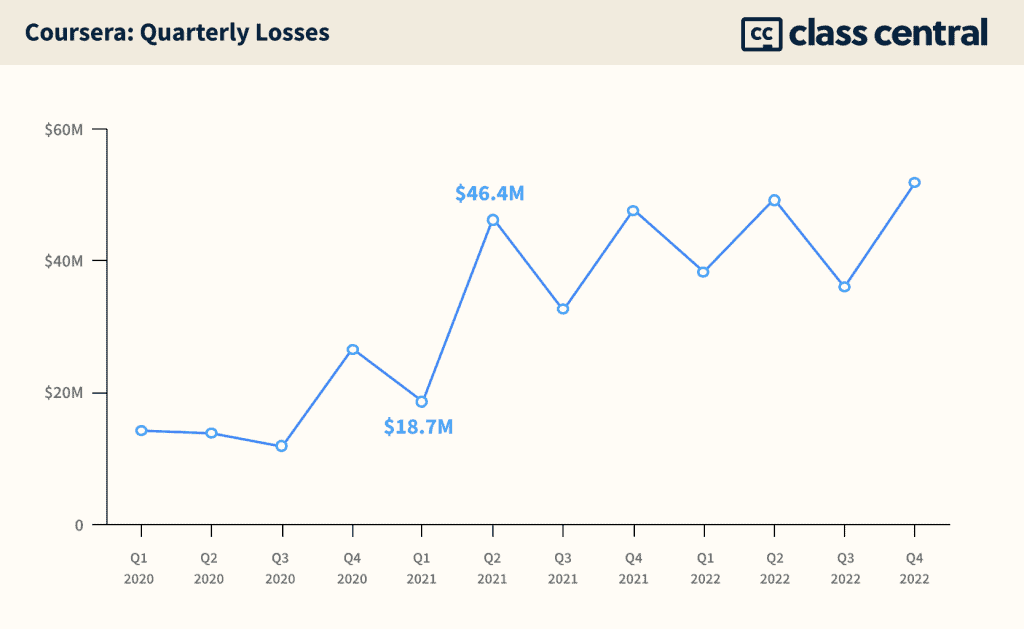 Coursera: Quarterly Losses
cc class central
$60M
$46.4M
$40M
$20M
$18.7M
0
Q1 Q2 Q3 Q4 Q1 Q2 Q3 Q4 Q1 Q2 Q3 Q4
2020 2020 2020 2020 2021 2021 2021 2021 2022 2022 2022 2022